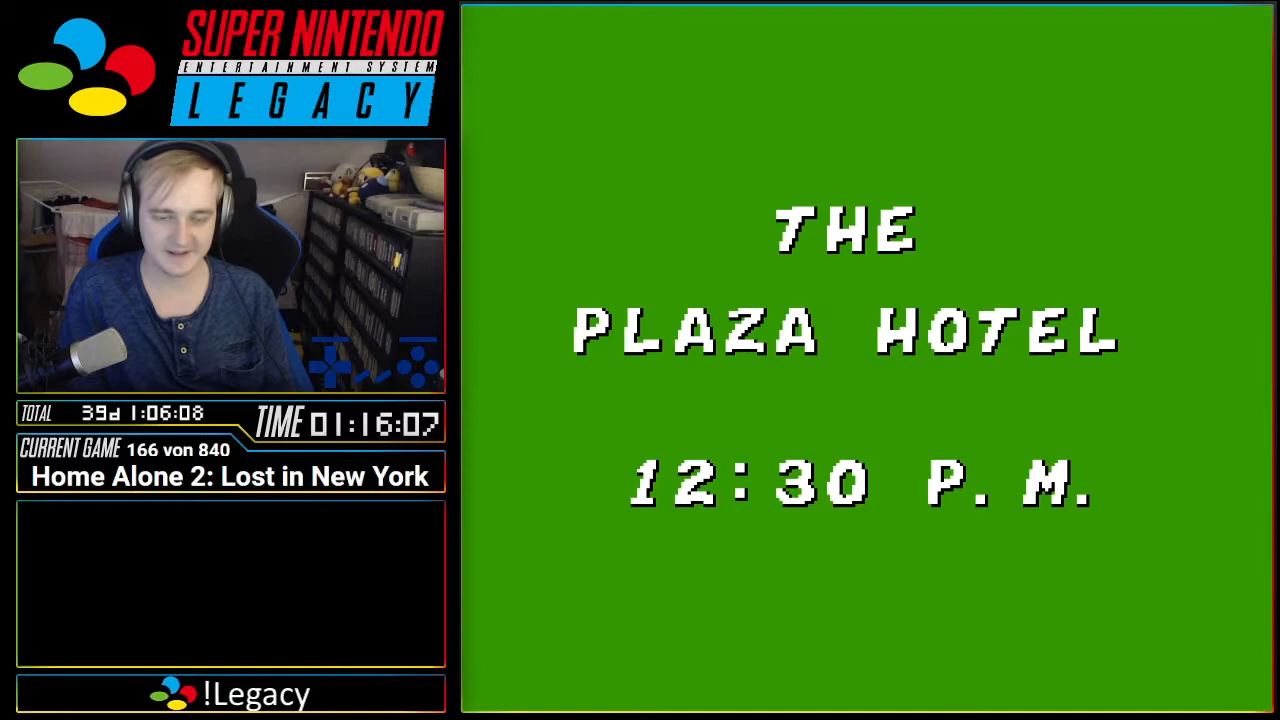 SUPER NINTENDO
ENTERTAINMENT SYSTEM
LEGACY
TOTAL 39d 1:06:08
TIME 01:16:07
CURRENT GAME 166 von 840
Home Alone 2: Lost in New York
!Legacy
THE
PLAZA HOTEL
12:30 P.M.